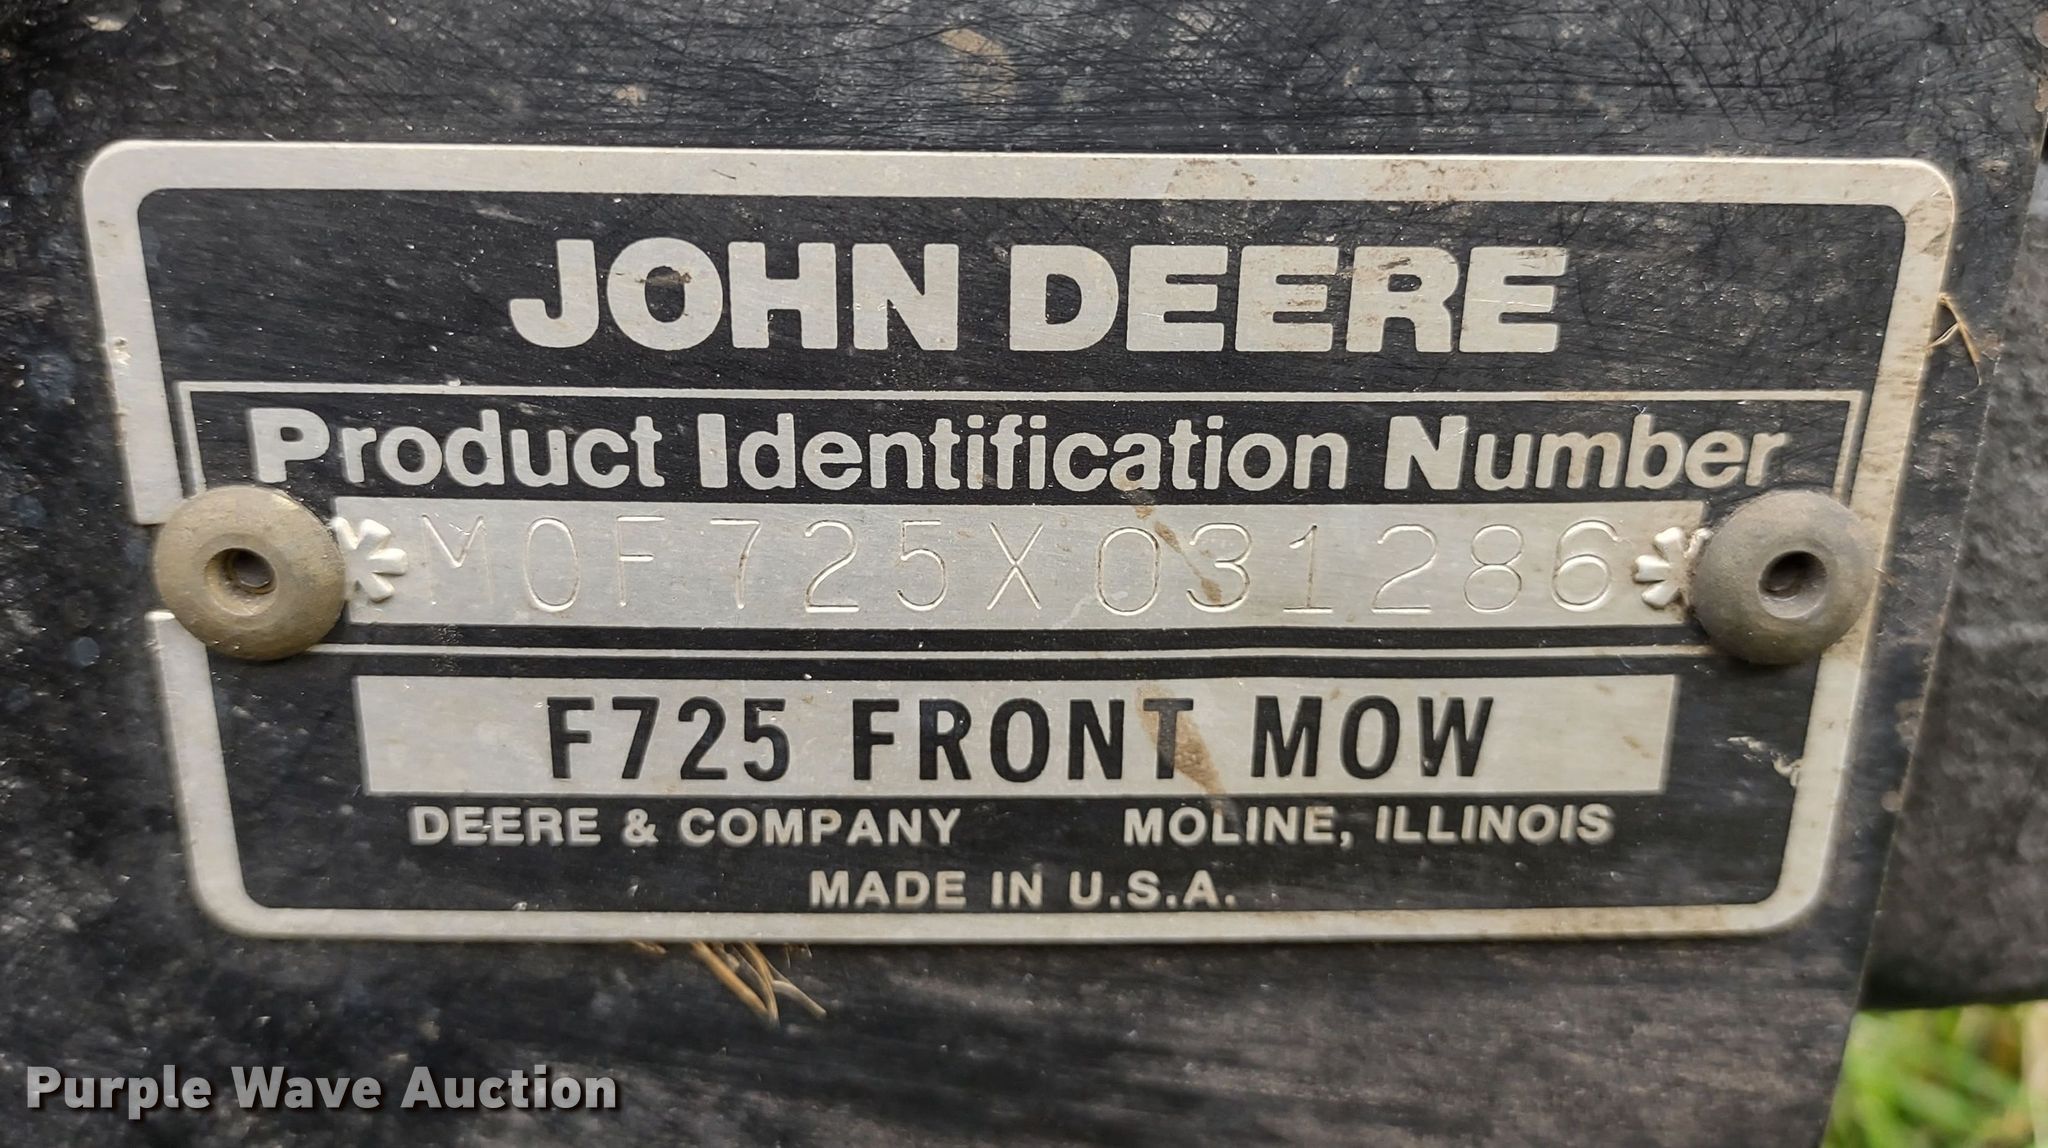 JOHN DEERE
Product Identification Number
*M0F725X031286*
F725 FRONT MOW
DEERE & COMPANY MOLINE, ILLINOIS
MADE IN U.S.A.
Purple Wave Auction